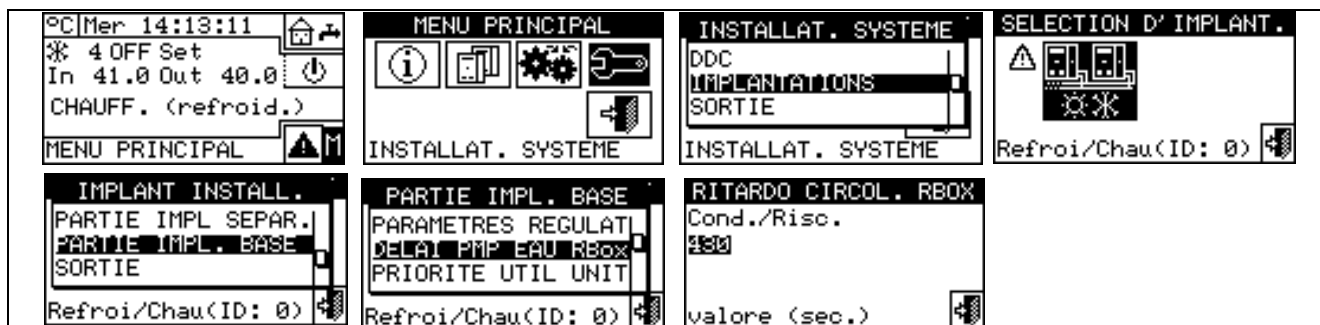 °C Mer 14:13:11
4 OFF Set
In 41.0 Out 40.0
CHAUFF. (refroid.)
MENU PRINCIPAL
M
MENU PRINCIPAL
i
INSTALLAT. SYSTEME
INSTALLAT. SYSTEME
DDC
IMPLANTATIONS
SORTIE
INSTALLAT. SYSTEME
SELECTION D'IMPLANT.
Refroi/Chau(ID: 0)
IMPLANT INSTALL.
PARTIE IMPL SEPAR.
PARTIE IMPL. BASE
SORTIE
Refroi/Chau(ID: 0)
PARTIE IMPL. BASE
PARAMETRES REGULATI
DELAI PMP EAU RBox
PRIORITE UTIL UNIT
Refroi/Chau(ID: 0)
RITARDO CIRCOL. RBOX
Cond./Risc.
480
valore (sec.)